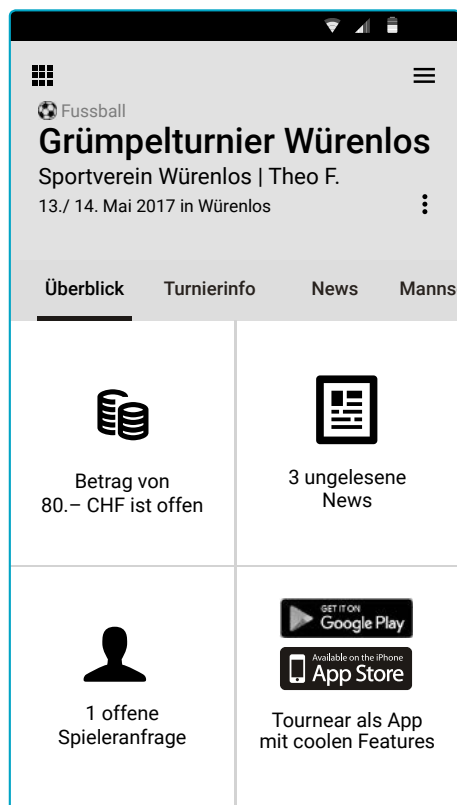 Fussball
Grümpelturnier Würenlos
Sportverein Würenlos | Theo F.
13./ 14. Mai 2017 in Würenlos
Überblick Turnierinfo News Manns
Betrag von
80.– CHF ist offen
3 ungelesene
News
1 offene
Spieleranfrage
GET IT ON
Google Play
Available on the iPhone
App Store
Tournear als App
mit coolen Features